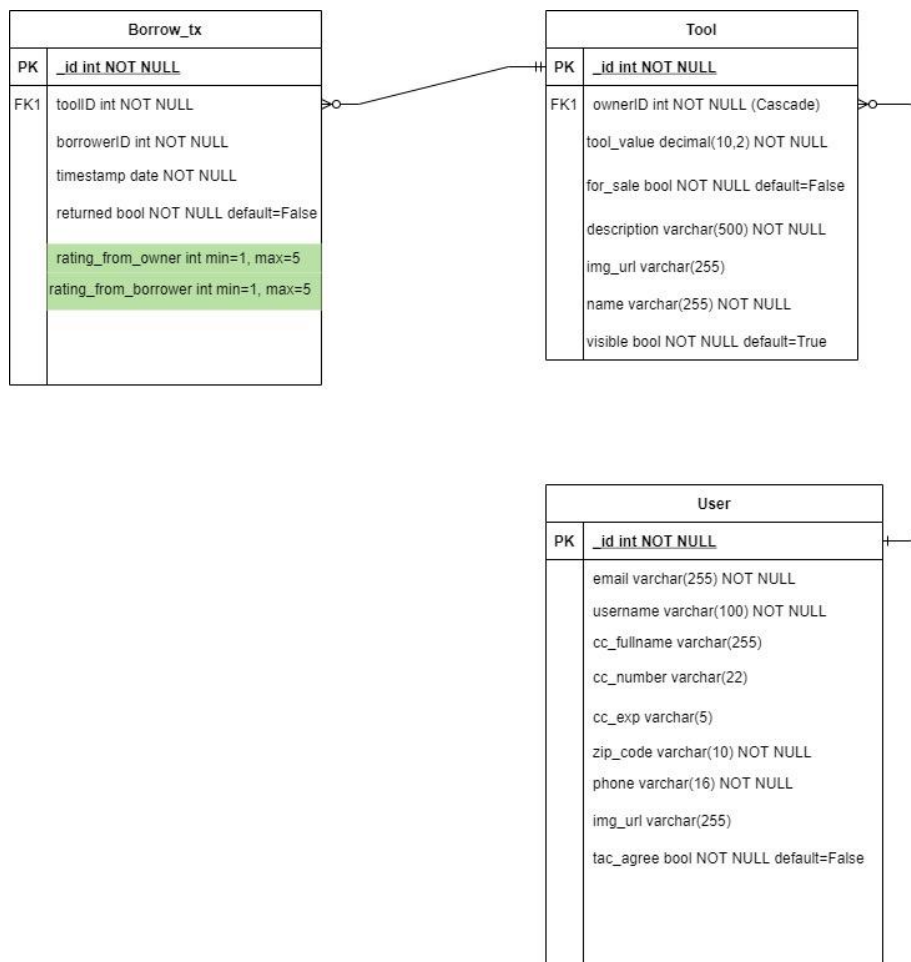 Borrow_tx
PK _id int NOT NULL
FK1 toolID int NOT NULL
borrowerID int NOT NULL
timestamp date NOT NULL
returned bool NOT NULL default=False
rating_from_owner int min=1, max=5
rating_from_borrower int min=1, max=5
Tool
PK _id int NOT NULL
FK1 ownerID int NOT NULL (Cascade)
tool_value decimal(10,2) NOT NULL
for_sale bool NOT NULL default=False
description varchar(500) NOT NULL
img_url varchar(255)
name varchar(255) NOT NULL
visible bool NOT NULL default=True
User
PK _id int NOT NULL
email varchar(255) NOT NULL
username varchar(100) NOT NULL
cc_fullname varchar(255)
cc_number varchar(22)
cc_exp varchar(5)
zip_code varchar(10) NOT NULL
phone varchar(16) NOT NULL
img_url varchar(255)
tac_agree bool NOT NULL default=False